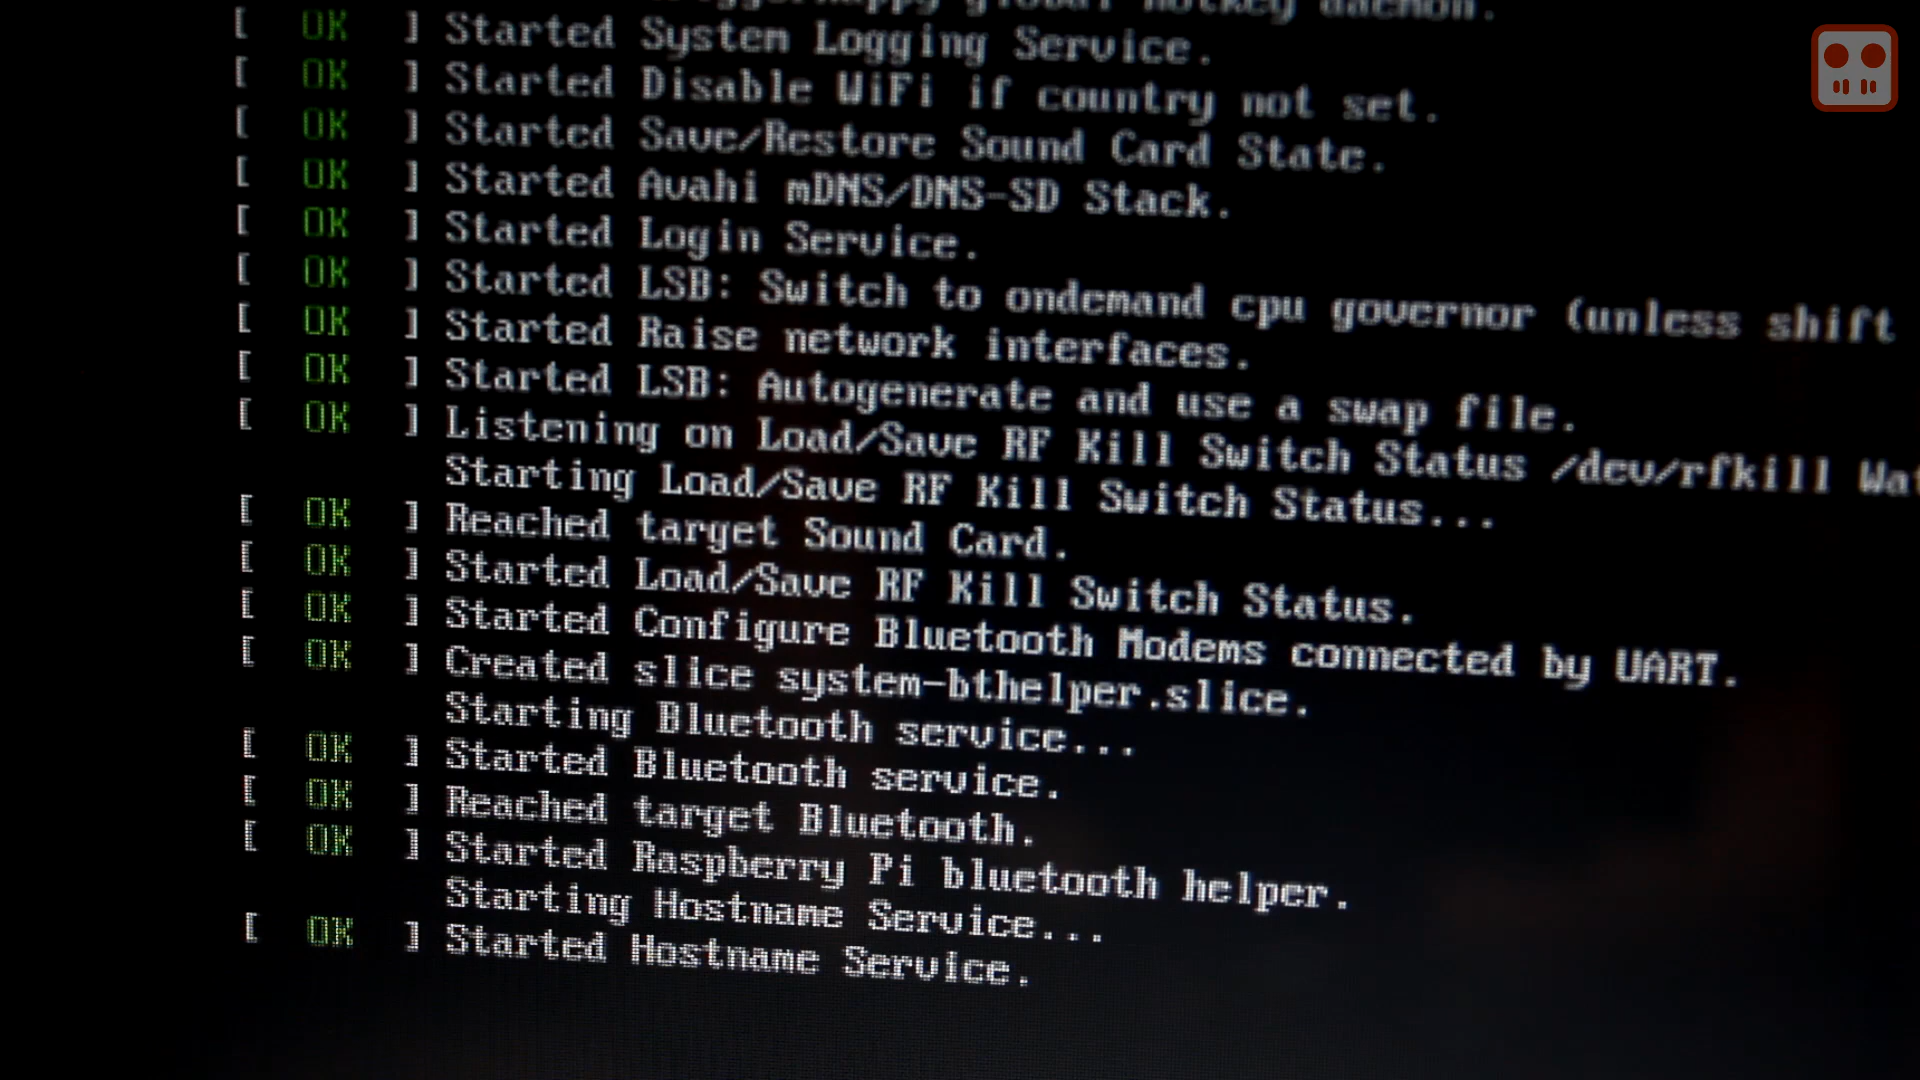 global hotkey daemon.
[ OK ] Started System Logging Service.
[ OK ] Started Disable WiFi if country not set.
[ OK ] Started Save/Restore Sound Card State.
[ OK ] Started Avahi mDNS/DNS-SD Stack.
[ OK ] Started Login Service.
[ OK ] Started LSB: Switch to ondemand cpu governor (unless shift
[ OK ] Started Raise network interfaces.
[ OK ] Started LSB: Autogenerate and use a swap file.
[ OK ] Listening on Load/Save RF Kill Switch Status /dev/rfkill Wat
Starting Load/Save RF Kill Switch Status...
[ OK ] Reached target Sound Card.
[ OK ] Started Load/Save RF Kill Switch Status.
[ OK ] Started Configure Bluetooth Modems connected by UART.
[ OK ] Created slice system-bthelper.slice.
Starting Bluetooth service...
[ OK ] Started Bluetooth service.
[ OK ] Reached target Bluetooth.
[ OK ] Started Raspberry Pi bluetooth helper.
Starting Hostname Service...
[ OK ] Started Hostname Service.